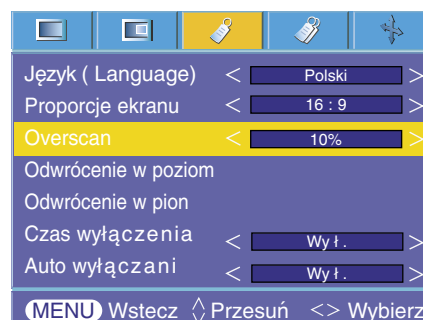 Język ( Language) < Polski >
Proporcje ekranu < 16 : 9 >
Overscan < 10% >
Odwrócenie w poziom
Odwrócenie w pion
Czas wyłączenia < Wył. >
Auto wyłączani < Wył. >
MENU Wstecz Przesuń <> Wybierz